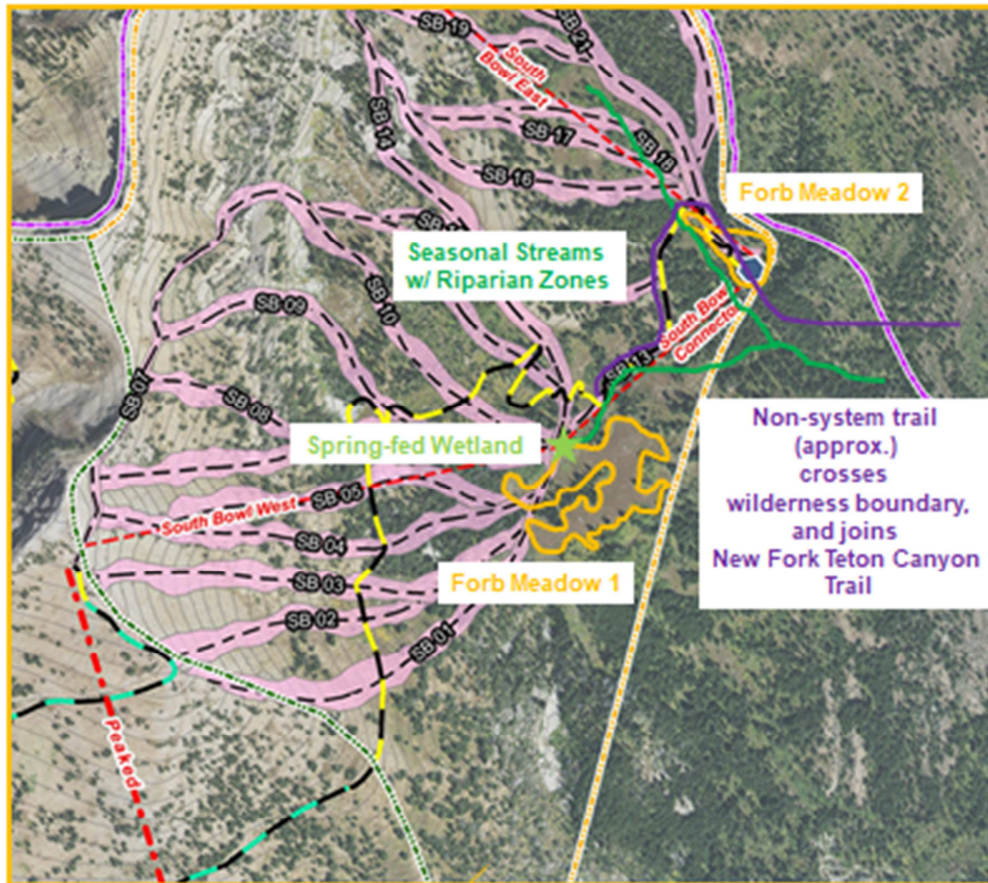 SB 19
SB 21
South
Bowl East
SB 14
SB 17
SB 18
SB 16
Forb Meadow 2
Seasonal Streams
w/ Riparian Zones
SB 09
SB 10
South Bowl
Connector
SB 13
SB 07
SB 08
Spring-fed Wetland
Non-system trail
(approx.)
crosses
wilderness boundary,
and joins
New Fork Teton Canyon
Trail
SB 05
South Bowl West
SB 04
SB 03
Forb Meadow 1
SB 02
SB 01
Peaked